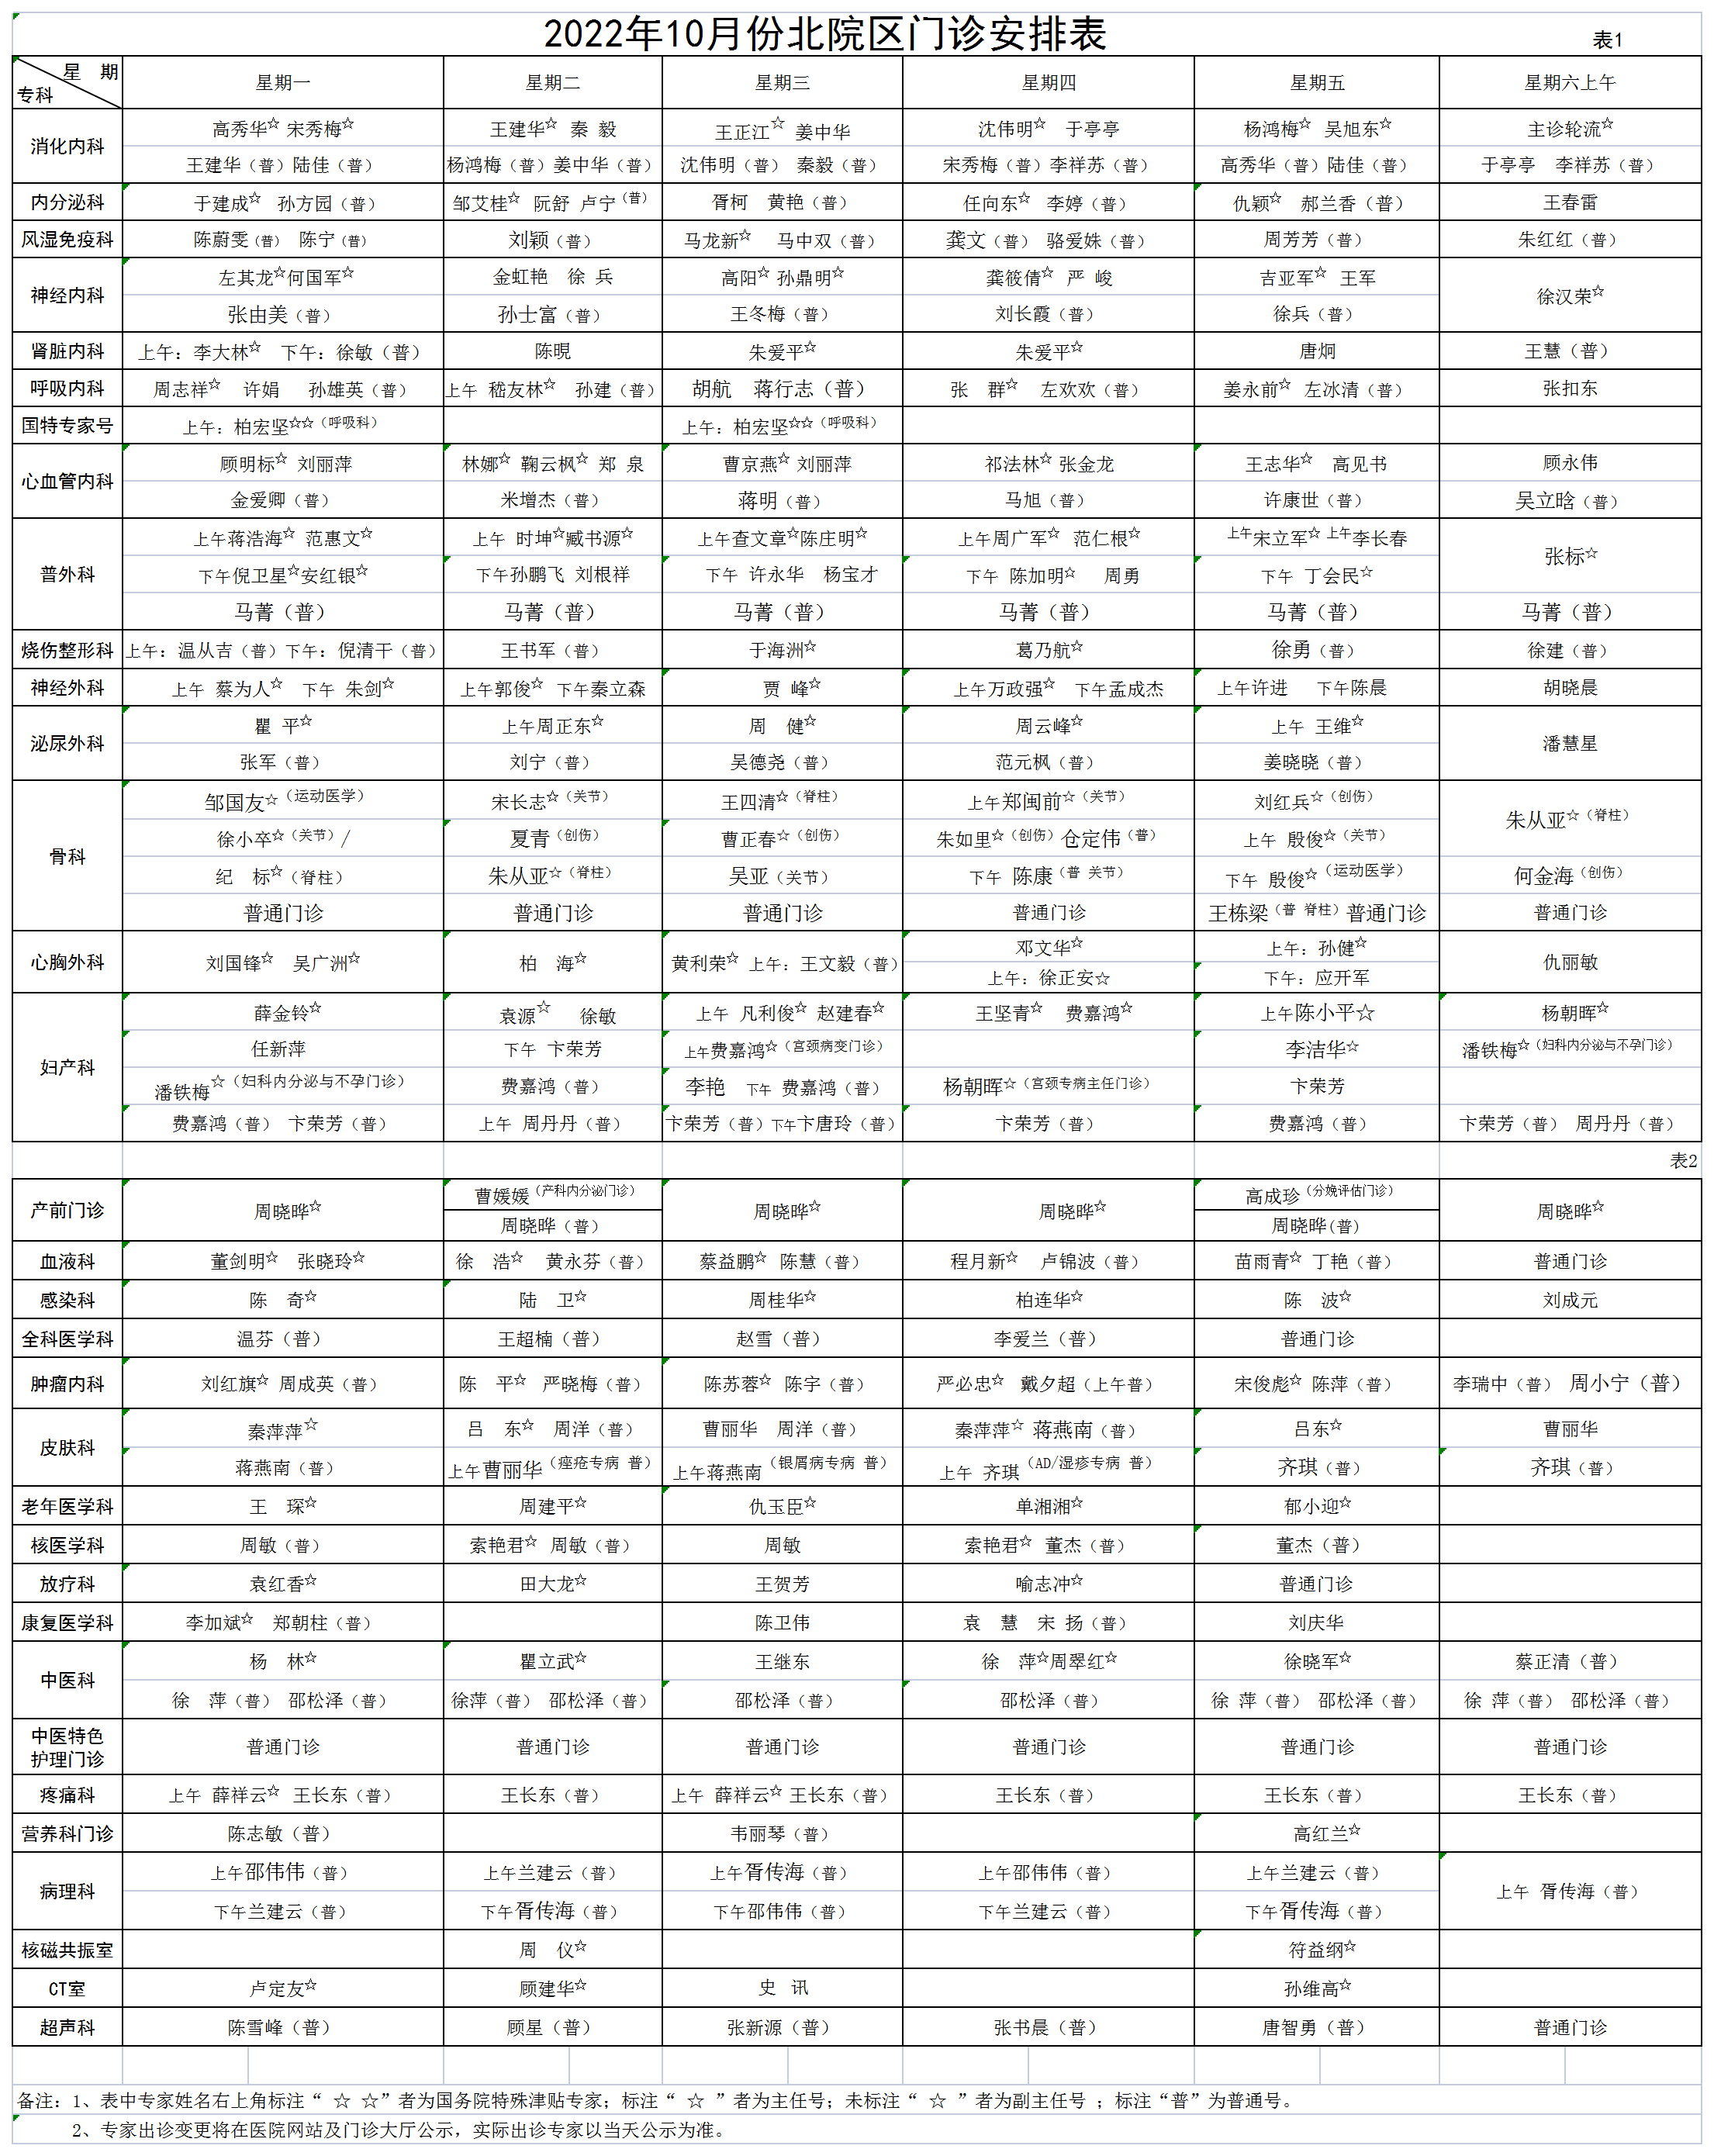 2022年10月份北院区门诊安排表 表1
星 期 专科 星期一 星期二 星期三 星期四 星期五 星期六上午
消化内科 高秀华☆ 宋秀梅☆ 王建华☆ 秦 毅 王正江☆ 姜中华 沈伟明☆ 于亭亭 杨鸿梅☆ 吴旭东☆ 主诊轮流☆
王建华（普）陆佳（普） 杨鸿梅（普）姜中华（普） 沈伟明（普） 秦毅（普） 宋秀梅（普）李祥苏（普） 高秀华（普）陆佳（普） 于亭亭 李祥苏（普）
内分泌科 于建成☆ 孙方园（普） 邹艾桂☆ 阮舒 卢宁（普） 胥柯 黄艳（普） 任向东☆ 李婷（普） 仇颖☆ 郝兰香（普） 王春雷
风湿免疫科 陈蔚雯（普） 陈宁（普） 刘颖（普） 马龙新☆ 马中双（普） 龚文（普） 骆爱姝（普） 周芳芳（普） 朱红红（普）
神经内科 左其龙☆何国军☆ 金虹艳 徐 兵 高阳☆ 孙鼎明☆ 龚筱倩☆ 严 峻 吉亚军☆ 王军 徐汉荣☆
张由美（普） 孙士富（普） 王冬梅（普） 刘长霞（普） 徐兵（普）
肾脏内科 上午：李大林☆ 下午：徐敏（普） 陈晛 朱爱平☆ 朱爱平☆ 唐炯 王慧（普）
呼吸内科 周志祥☆ 许娟 孙雄英（普） 上午 嵇友林☆ 孙建（普） 胡航 蒋行志（普） 张 群☆ 左欢欢（普） 姜永前☆ 左冰清（普） 张扣东
国特专家号 上午：柏宏坚☆☆（呼吸科） 上午：柏宏坚☆☆（呼吸科）
心血管内科 顾明标☆ 刘丽萍 林娜☆ 鞠云枫☆ 郑 泉 曹京燕☆ 刘丽萍 祁法林☆ 张金龙 王志华☆ 高见书 顾永伟
金爱卿（普） 米增杰（普） 蒋明（普） 马旭（普） 许康世（普） 吴立晗（普）
普外科 上午蒋浩海☆ 范惠文☆ 上午 时坤☆臧书源☆ 上午查文章☆陈庄明☆ 上午周广军☆ 范仁根☆ 上午宋立军☆ 上午李长春 张标☆
下午倪卫星☆安红银☆ 下午孙鹏飞 刘根祥 下午 许永华 杨宝才 下午 陈加明☆ 周勇 下午 丁会民☆
马菁（普） 马菁（普） 马菁（普） 马菁（普） 马菁（普） 马菁（普）
烧伤整形科 上午：温从吉（普）下午：倪清干（普） 王书军（普） 于海洲☆ 葛乃航☆ 徐勇（普） 徐建（普）
神经外科 上午 蔡为人☆ 下午 朱剑☆ 上午郭俊☆ 下午秦立森 贾 峰☆ 上午万政强☆ 下午孟成杰 上午许进 下午陈晨 胡晓晨
泌尿外科 瞿 平☆ 上午周正东☆ 周 健☆ 周云峰☆ 上午 王维☆ 潘慧星
张军（普） 刘宁（普） 吴德尧（普） 范元枫（普） 姜晓晓（普）
骨科 邹国友☆（运动医学） 宋长志☆（关节） 王四清☆（脊柱） 上午郑闽前☆（关节） 刘红兵☆（创伤） 朱从亚☆（脊柱）
徐小卒☆（关节）/ 夏青（创伤） 曹正春☆（创伤） 朱如里☆（创伤）仓定伟（普） 上午 殷俊☆（关节）
纪 标☆（脊柱） 朱从亚☆（脊柱） 吴亚（关节） 下午 陈康（普 关节） 下午 殷俊☆（运动医学） 何金海（创伤）
普通门诊 普通门诊 普通门诊 普通门诊 王栋梁（普 脊柱）普通门诊 普通门诊
心胸外科 刘国锋☆ 吴广洲☆ 柏 海☆ 黄利荣☆ 上午：王文毅（普） 邓文华☆ 上午：孙健☆ 仇丽敏
上午：徐正安☆ 下午：应开军
妇产科 薛金铃☆ 袁源☆ 徐敏 上午 凡利俊☆ 赵建春☆ 王坚青☆ 费嘉鸿☆ 上午陈小平☆ 杨朝晖☆
任新萍 下午 卞荣芳 上午费嘉鸿☆（宫颈病变门诊） 李洁华☆ 潘铁梅☆（妇科内分泌与不孕门诊）
潘铁梅☆（妇科内分泌与不孕门诊） 费嘉鸿（普） 李艳 下午 费嘉鸿（普） 杨朝晖☆（宫颈专病主任门诊） 卞荣芳
费嘉鸿（普） 卞荣芳（普） 上午 周丹丹（普） 卞荣芳（普）下午卞唐玲（普） 卞荣芳（普） 费嘉鸿（普） 卞荣芳（普） 周丹丹（普）
表2
产前门诊 周晓晔☆ 曹媛媛（产科内分泌门诊） 周晓晔☆ 周晓晔☆ 高成珍（分娩评估门诊） 周晓晔☆
周晓晔（普） 周晓晔(普)
血液科 董剑明☆ 张晓玲☆ 徐 浩☆ 黄永芬（普） 蔡益鹏☆ 陈慧（普） 程月新☆ 卢锦波（普） 苗雨青☆ 丁艳（普） 普通门诊
感染科 陈 奇☆ 陆 卫☆ 周桂华☆ 柏连华☆ 陈 波☆ 刘成元
全科医学科 温芬（普） 王超楠（普） 赵雪（普） 李爱兰（普） 普通门诊
肿瘤内科 刘红旗☆ 周成英（普） 陈 平☆ 严晓梅（普） 陈苏蓉☆ 陈宇（普） 严必忠☆ 戴夕超（上午普） 宋俊彪☆ 陈萍（普） 李瑞中（普） 周小宁（普）
皮肤科 秦萍萍☆ 吕 东☆ 周洋（普） 曹丽华 周洋（普） 秦萍萍☆ 蒋燕南（普） 吕东☆ 曹丽华
蒋燕南（普） 上午曹丽华（痤疮专病 普） 上午蒋燕南（银屑病专病 普） 上午 齐琪（AD/湿疹专病 普） 齐琪（普） 齐琪（普）
老年医学科 王 琛☆ 周建平☆ 仇玉臣☆ 单湘湘☆ 郁小迎☆
核医学科 周敏（普） 索艳君☆ 周敏（普） 周敏 索艳君☆ 董杰（普） 董杰（普）
放疗科 袁红香☆ 田大龙☆ 王贺芳 喻志冲☆ 普通门诊
康复医学科 李加斌☆ 郑朝柱（普） 陈卫伟 袁 慧 宋 扬（普） 刘庆华
中医科 杨 林☆ 瞿立武☆ 王继东 徐 萍☆周翠红☆ 徐晓军☆ 蔡正清（普）
徐 萍（普） 邵松泽（普） 徐萍（普） 邵松泽（普） 邵松泽（普） 邵松泽（普） 徐 萍（普） 邵松泽（普） 徐 萍（普） 邵松泽（普）
中医特色
护理门诊 普通门诊 普通门诊 普通门诊 普通门诊 普通门诊 普通门诊
疼痛科 上午 薛祥云☆ 王长东（普） 王长东（普） 上午 薛祥云☆ 王长东（普） 王长东（普） 王长东（普） 王长东（普）
营养科门诊 陈志敏（普） 韦丽琴（普） 高红兰☆
病理科 上午邵伟伟（普） 上午兰建云（普） 上午胥传海（普） 上午邵伟伟（普） 上午兰建云（普） 上午 胥传海（普）
下午兰建云（普） 下午胥传海（普） 下午邵伟伟（普） 下午兰建云（普） 下午胥传海（普）
核磁共振室 周 仪☆ 符益纲☆
CT室 卢定友☆ 顾建华☆ 史 讯 孙维高☆
超声科 陈雪峰（普） 顾星（普） 张新源（普） 张书晨（普） 唐智勇（普） 普通门诊
备注：1、表中专家姓名右上角标注“ ☆ ☆”者为国务院特殊津贴专家；标注“ ☆ ”者为主任号；未标注“ ☆ ”者为副主任号 ；标注“普”为普通号。
2、专家出诊变更将在医院网站及门诊大厅公示，实际出诊专家以当天公示为准。